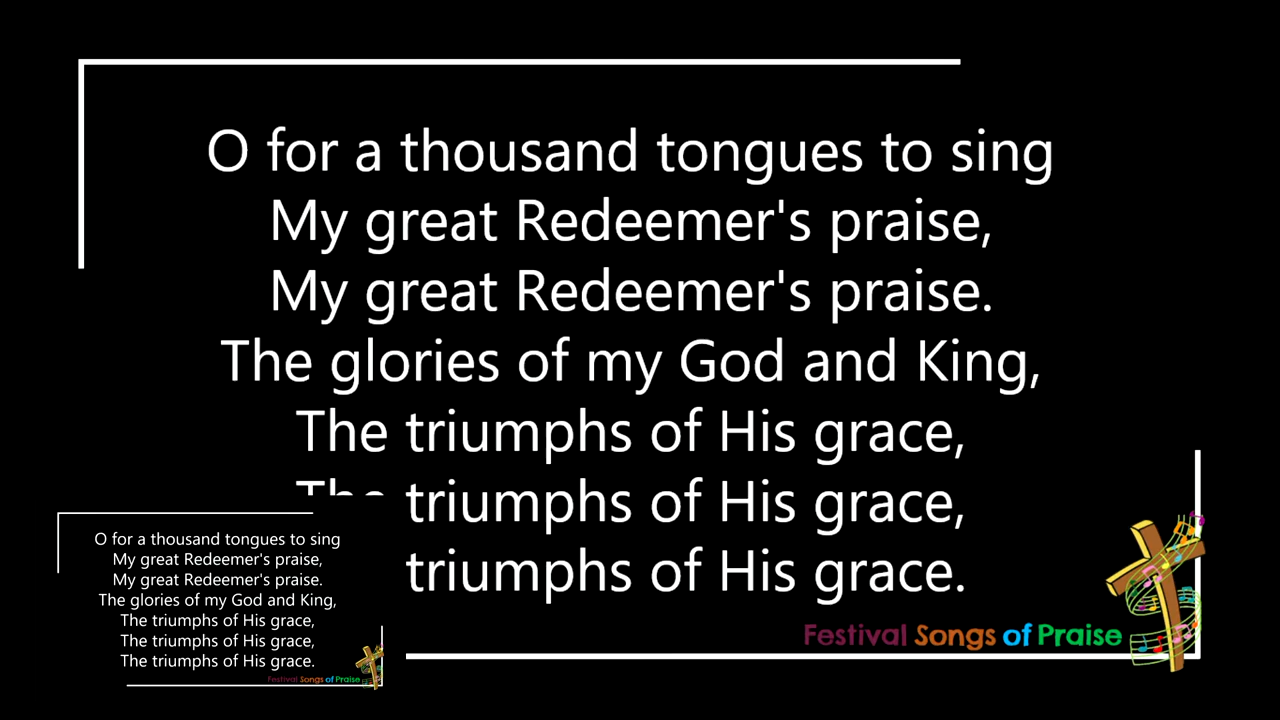 O for a thousand tongues to sing
My great Redeemer's praise,
My great Redeemer's praise.
The glories of my God and King,
The triumphs of His grace,
triumphs of His grace,
triumphs of His grace.
Festival Songs of Praise
O for a thousand tongues to sing
My great Redeemer's praise,
My great Redeemer's praise.
The glories of my God and King,
The triumphs of His grace,
The triumphs of His grace,
The triumphs of His grace.
Festival Songs of Praise